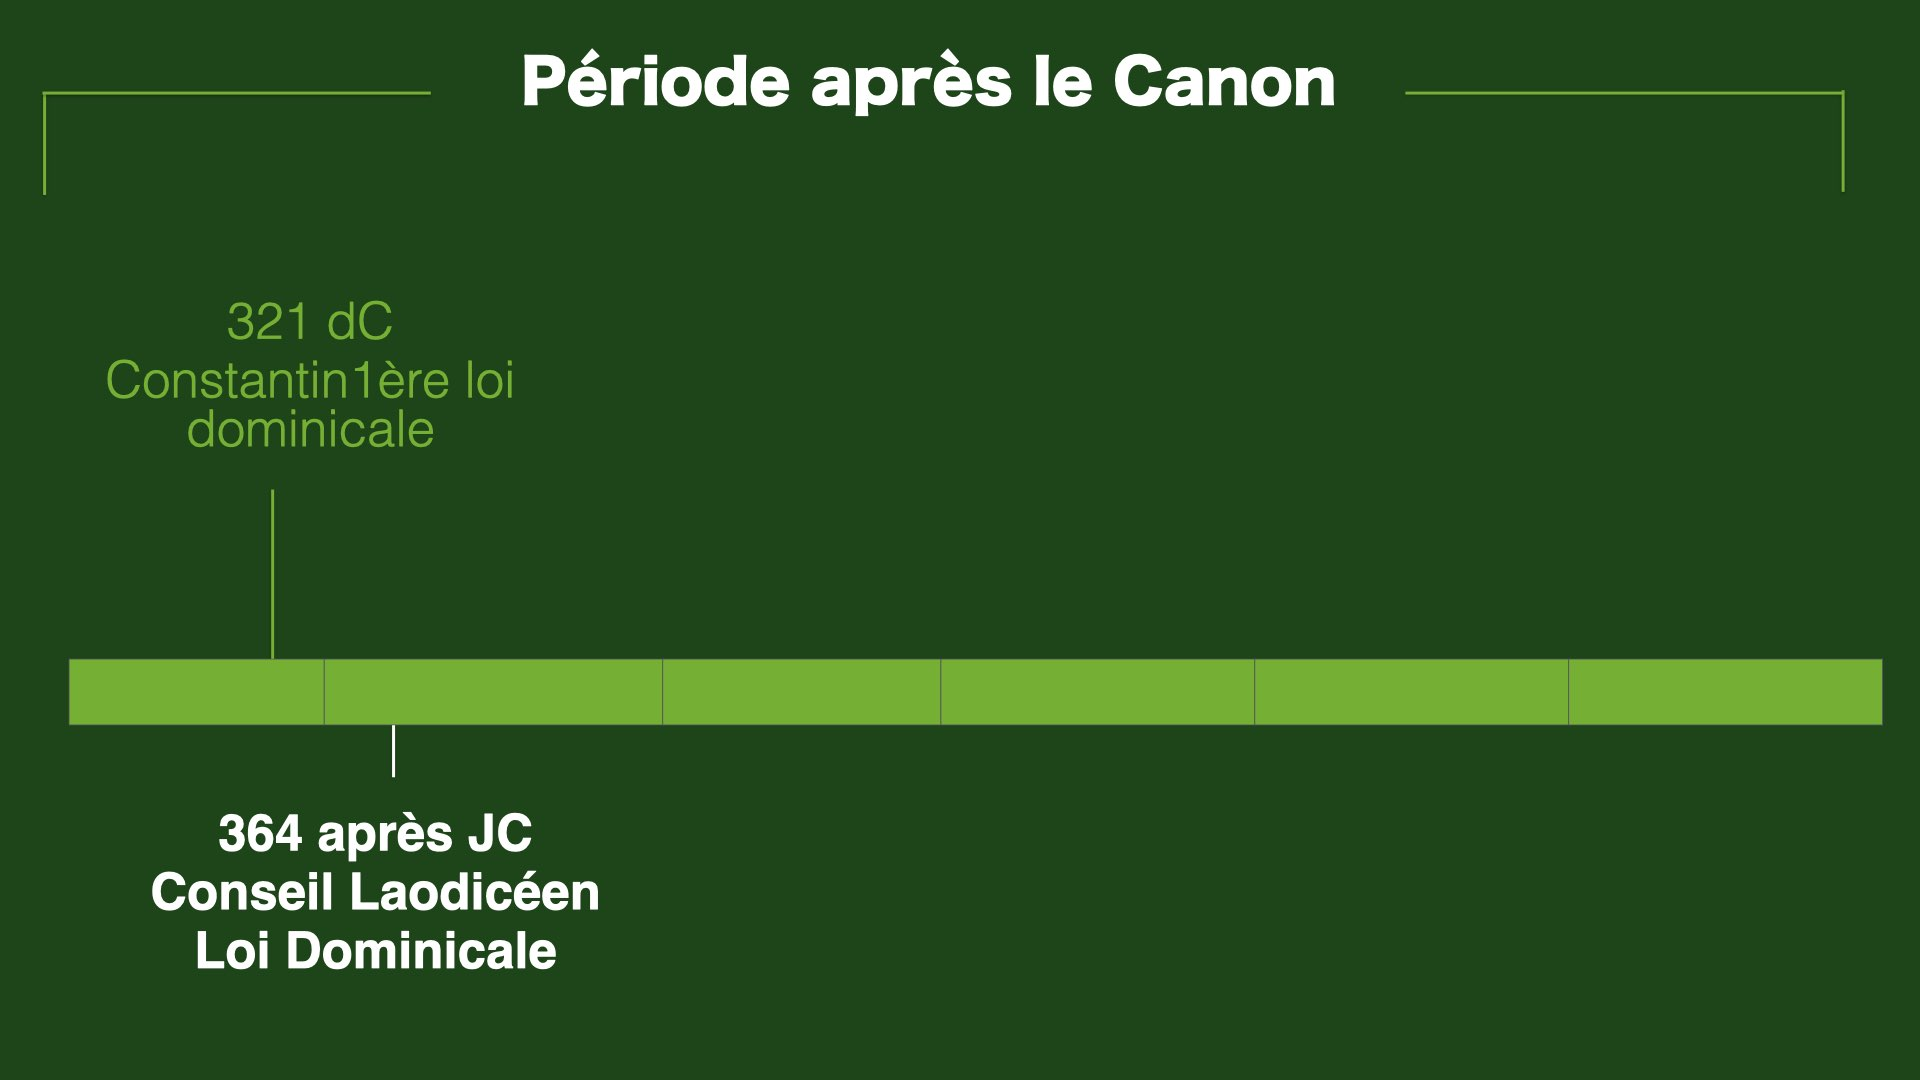 Période après le Canon
321 dC
Constantin1ère loi
dominicale
364 après JC
Conseil Laodicéen
Loi Dominicale